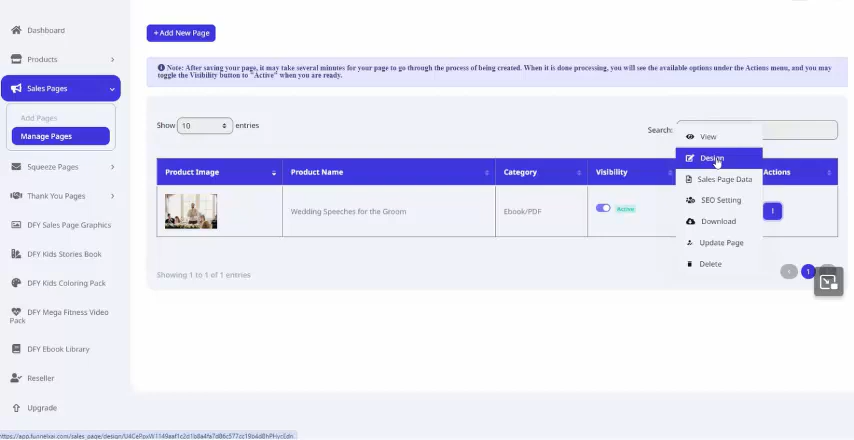 Dashboard
Products
Sales Pages
Add Pages
Manage Pages
Squeeze Pages
Thank You Pages
DFY Sales Page Graphics
DFY Kids Stories Book
DFY Kids Coloring Pack
DFY Mega Fitness Video
Pack
DFY Ebook Library
Reseller
Upgrade
+ Add New Page
Note: After saving your page, it may take several minutes for your page to go through the process of being created. When it is done processing, you will see the available options under the Actions menu, and you may
toggle the Visibility button to "Active" when you are ready.
Show 10 entries
Search:
Product Image Product Name Category Visibility Actions
Wedding Speeches for the Groom Ebook/PDF Active 1
View
Design
Sales Page Data
SEO Setting
Download
Update Page
Delete
Showing 1 to 1 of 1 entries
1